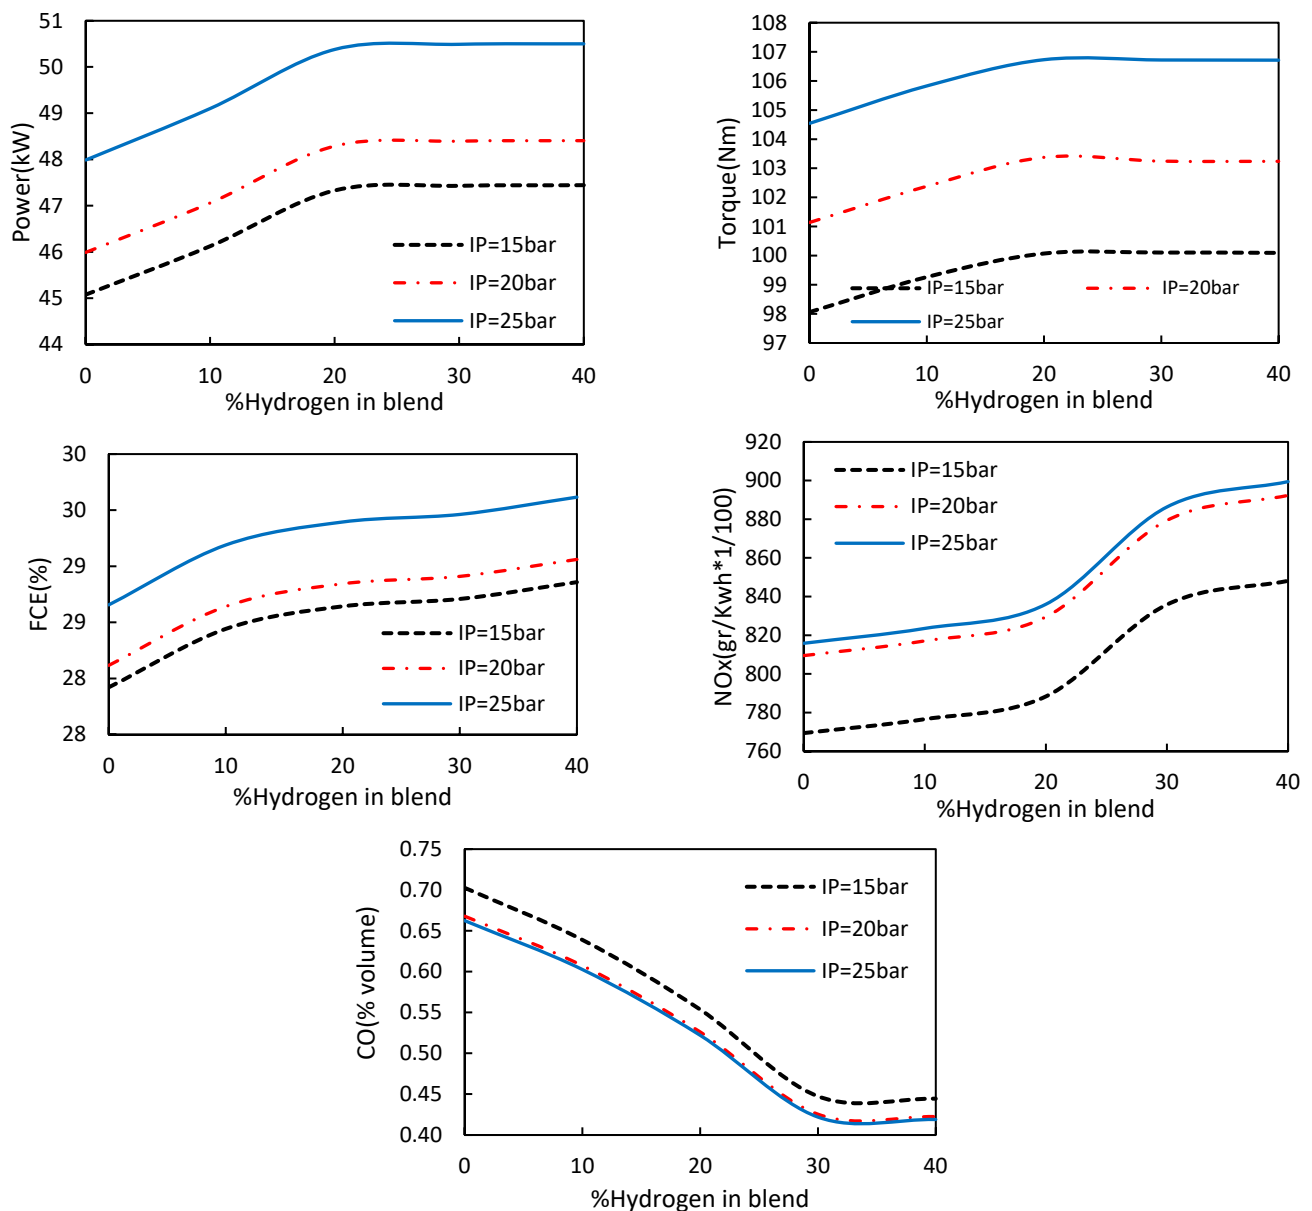 51
50
49
48
47
46
45
44
Power(kW)
IP=15bar
IP=20bar
IP=25bar
0 10 20 30 40
%Hydrogen in blend
108
107
106
105
104
103
102
101
100
99
98
97
Torque(Nm)
IP=15bar IP=20bar
IP=25bar
0 10 20 30 40
%Hydrogen in blend
30
30
29
29
28
28
FCE(%)
IP=15bar
IP=20bar
IP=25bar
0 10 20 30 40
%Hydrogen in blend
920
900
880
860
840
820
800
780
760
NOx(gr/Kwh*1/100)
IP=15bar
IP=20bar
IP=25bar
0 10 20 30 40
%Hydrogen in blend
0.75
0.70
0.65
0.60
0.55
0.50
0.45
0.40
CO(% volume)
IP=15bar
IP=20bar
IP=25bar
0 10 20 30 40
%Hydrogen in blend